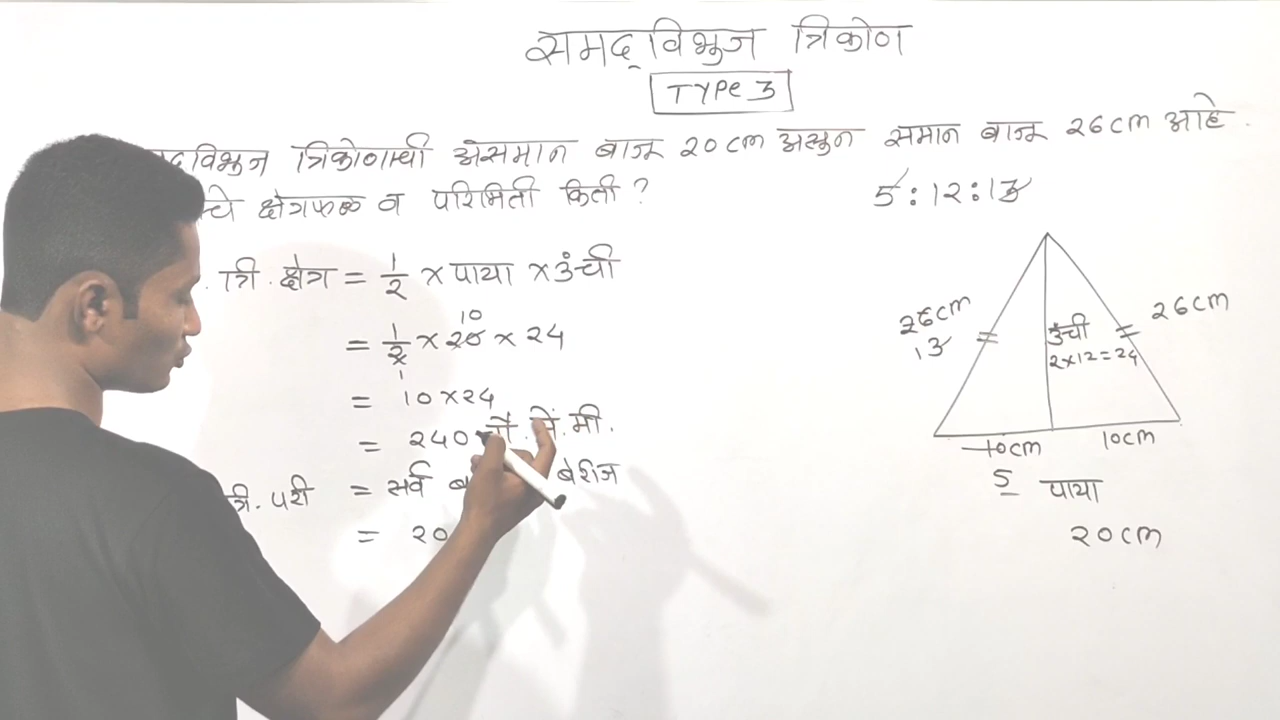 समद्विभुज त्रिकोण
TYPe 3
त्रिकोणाची असमान बाजू 20cm असून समान बाजू 26cm आहे.
क्षेत्रफळ व परिमिती किती?
5:12:13
त्रि. क्षेत्र = 1/2 × पाया × उंची
= 1/2 × 20 × 24
10
1
= 10×24
= 240 से.मी.
त्रि. परी = सर्व बेरीज
= 20
26cm
13
उंची
2×12=24
26cm
10cm
10cm
5
पाया
20cm